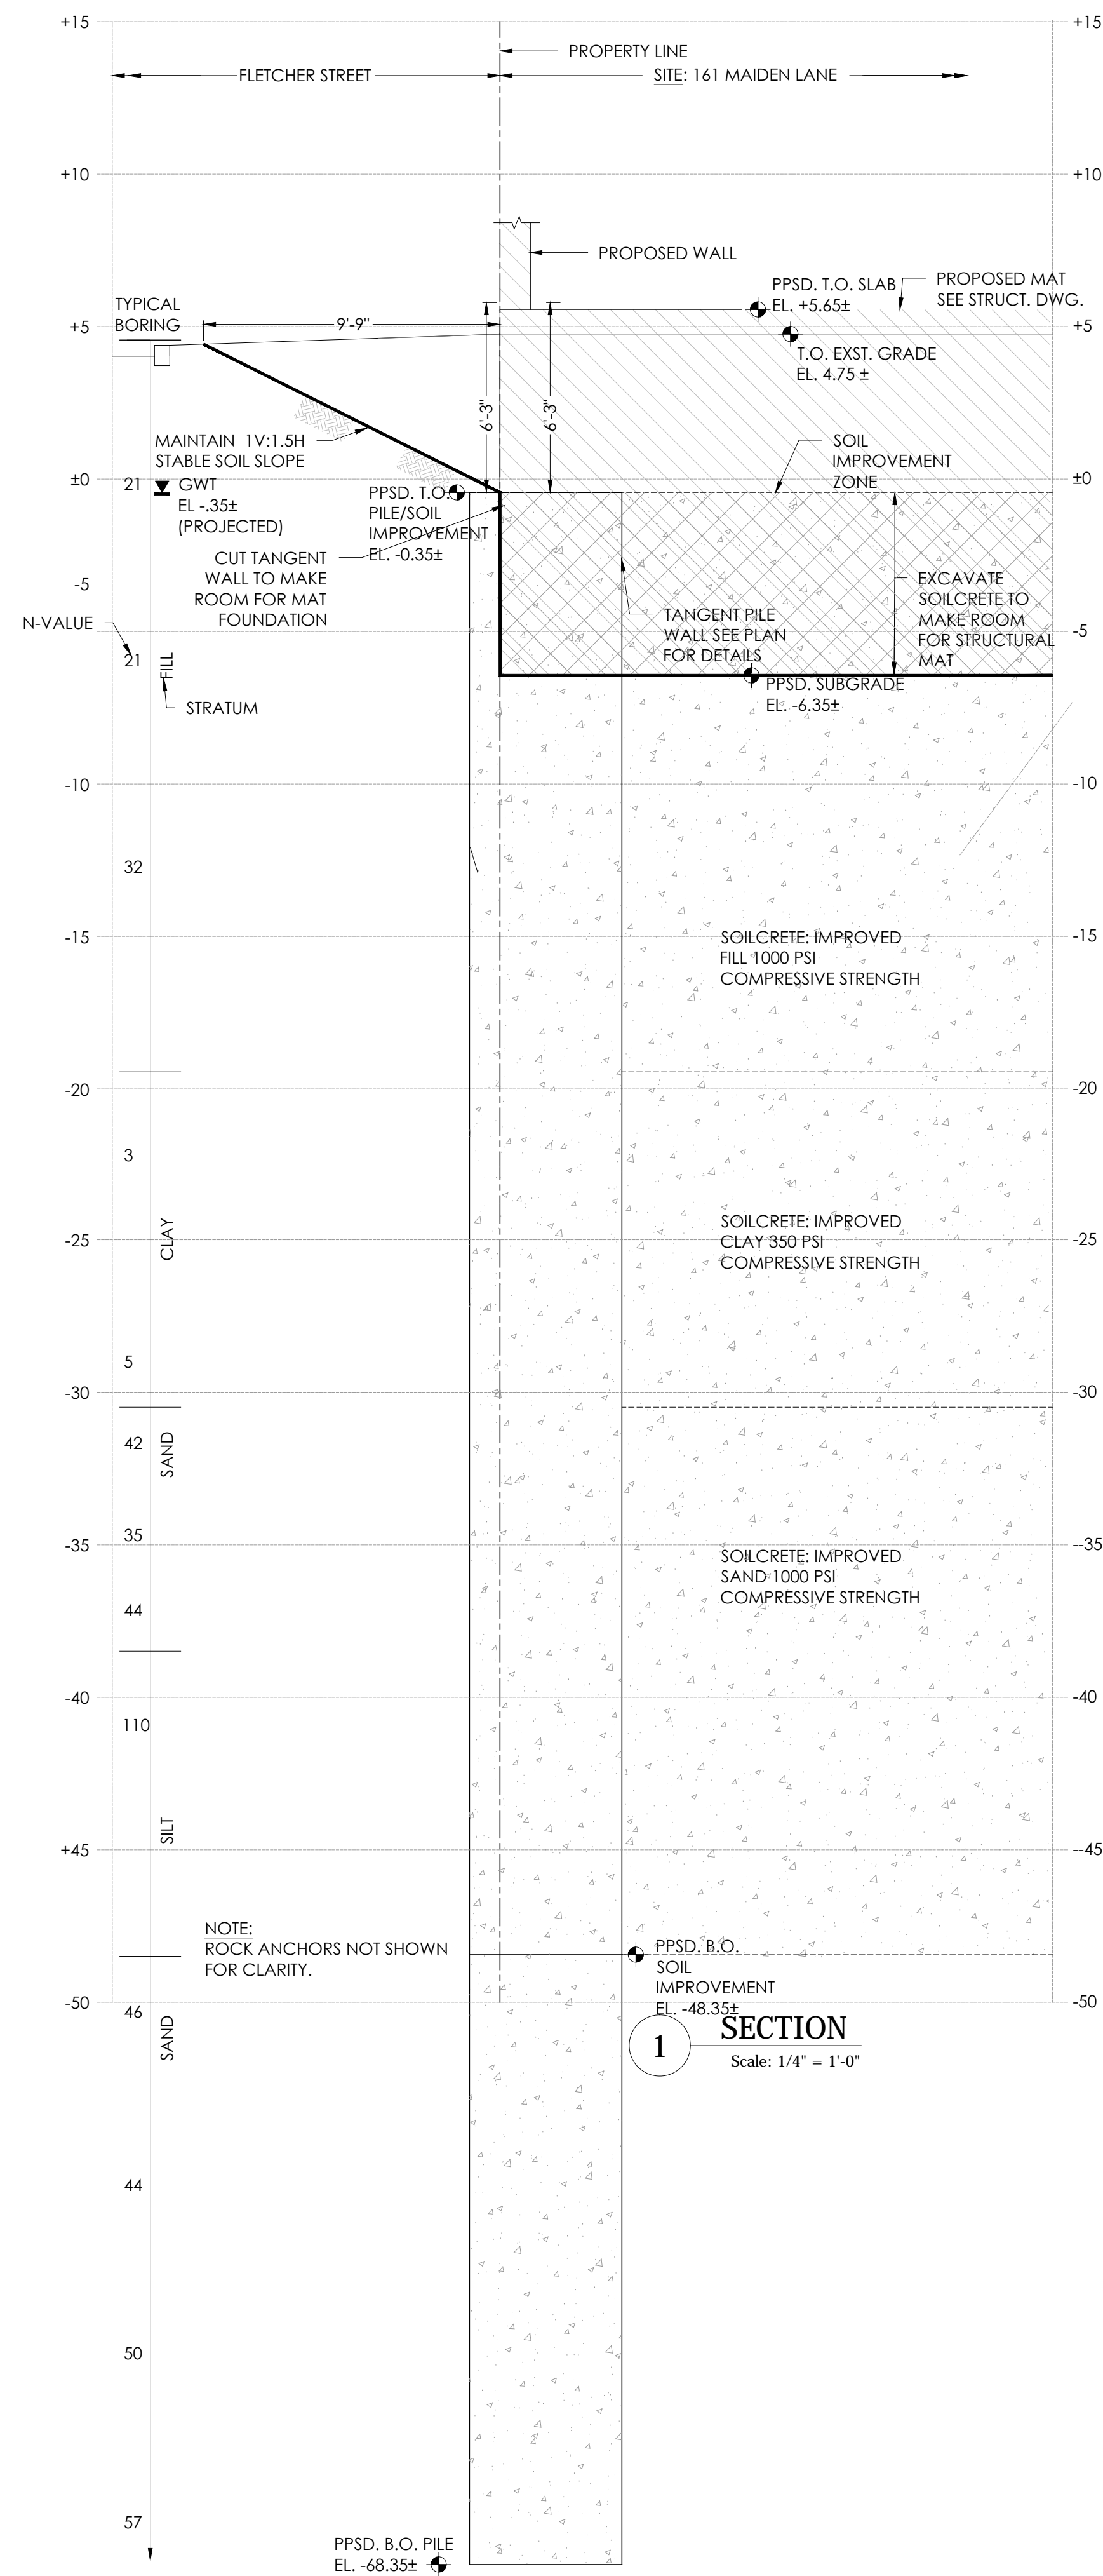 +15
+15
PROPERTY LINE
FLETCHER STREET
SITE: 161 MAIDEN LANE
+10
+10
PROPOSED WALL
PPSD. T.O. SLAB
EL. +5.65±
PROPOSED MAT
SEE STRUCT. DWG.
TYPICAL
BORING
+5
9'-9"
+5
T.O. EXST. GRADE
EL. 4.75 ±
6'-3"
6'-3"
MAINTAIN 1V:1.5H
STABLE SOIL SLOPE
SOIL
IMPROVEMENT
ZONE
±0
21
GWT
EL -.35±
(PROJECTED)
±0
PPSD. T.O.
PILE/SOIL
IMPROVEMENT
EL. -0.35±
CUT TANGENT
WALL TO MAKE
ROOM FOR MAT
FOUNDATION
-5
EXCAVATE
SOILCRETE TO
MAKE ROOM
FOR STRUCTURAL
MAT
TANGENT PILE
WALL SEE PLAN
FOR DETAILS
N-VALUE
-5
21
FILL
STRATUM
PPSD. SUBGRADE
EL. -6.35±
-10
-10
32
-15
-15
SOILCRETE: IMPROVED
FILL 1000 PSI
COMPRESSIVE STRENGTH
-20
-20
3
CLAY
SOILCRETE: IMPROVED
CLAY 350 PSI
COMPRESSIVE STRENGTH
-25
-25
5
-30
-30
42
SAND
35
-35
--35
SOILCRETE: IMPROVED
SAND 1000 PSI
COMPRESSIVE STRENGTH
44
-40
-40
110
SILT
+45
--45
NOTE:
ROCK ANCHORS NOT SHOWN
FOR CLARITY.
PPSD. B.O.
SOIL
IMPROVEMENT
EL. -48.35±
-50
-50
46
SAND
1
SECTION
Scale: 1/4" = 1'-0"
44
50
57
PPSD. B.O. PILE
EL. -68.35±